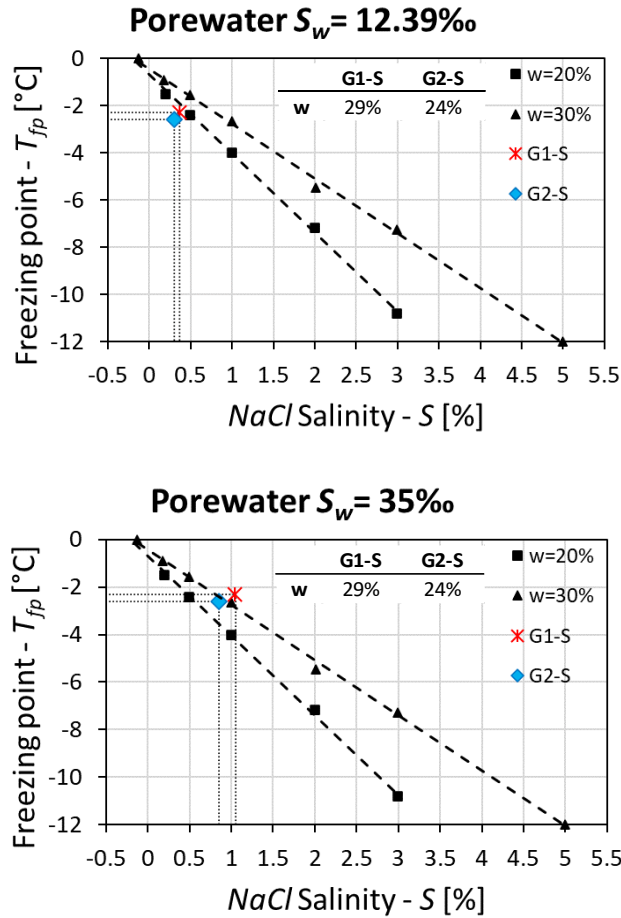 Porewater Sw= 12.39‰
Freezing point - Tfp [°C]
0
-2
-4
-6
-8
-10
-12
G1-S G2-S
w 29% 24%
w=20%
w=30%
G1-S
G2-S
-0.5 0 0.5 1 1.5 2 2.5 3 3.5 4 4.5 5 5.5
NaCl Salinity - S [%]
Porewater Sw= 35‰
Freezing point - Tfp [°C]
0
-2
-4
-6
-8
-10
-12
G1-S G2-S
w 29% 24%
w=20%
w=30%
G1-S
G2-S
-0.5 0 0.5 1 1.5 2 2.5 3 3.5 4 4.5 5 5.5
NaCl Salinity - S [%]